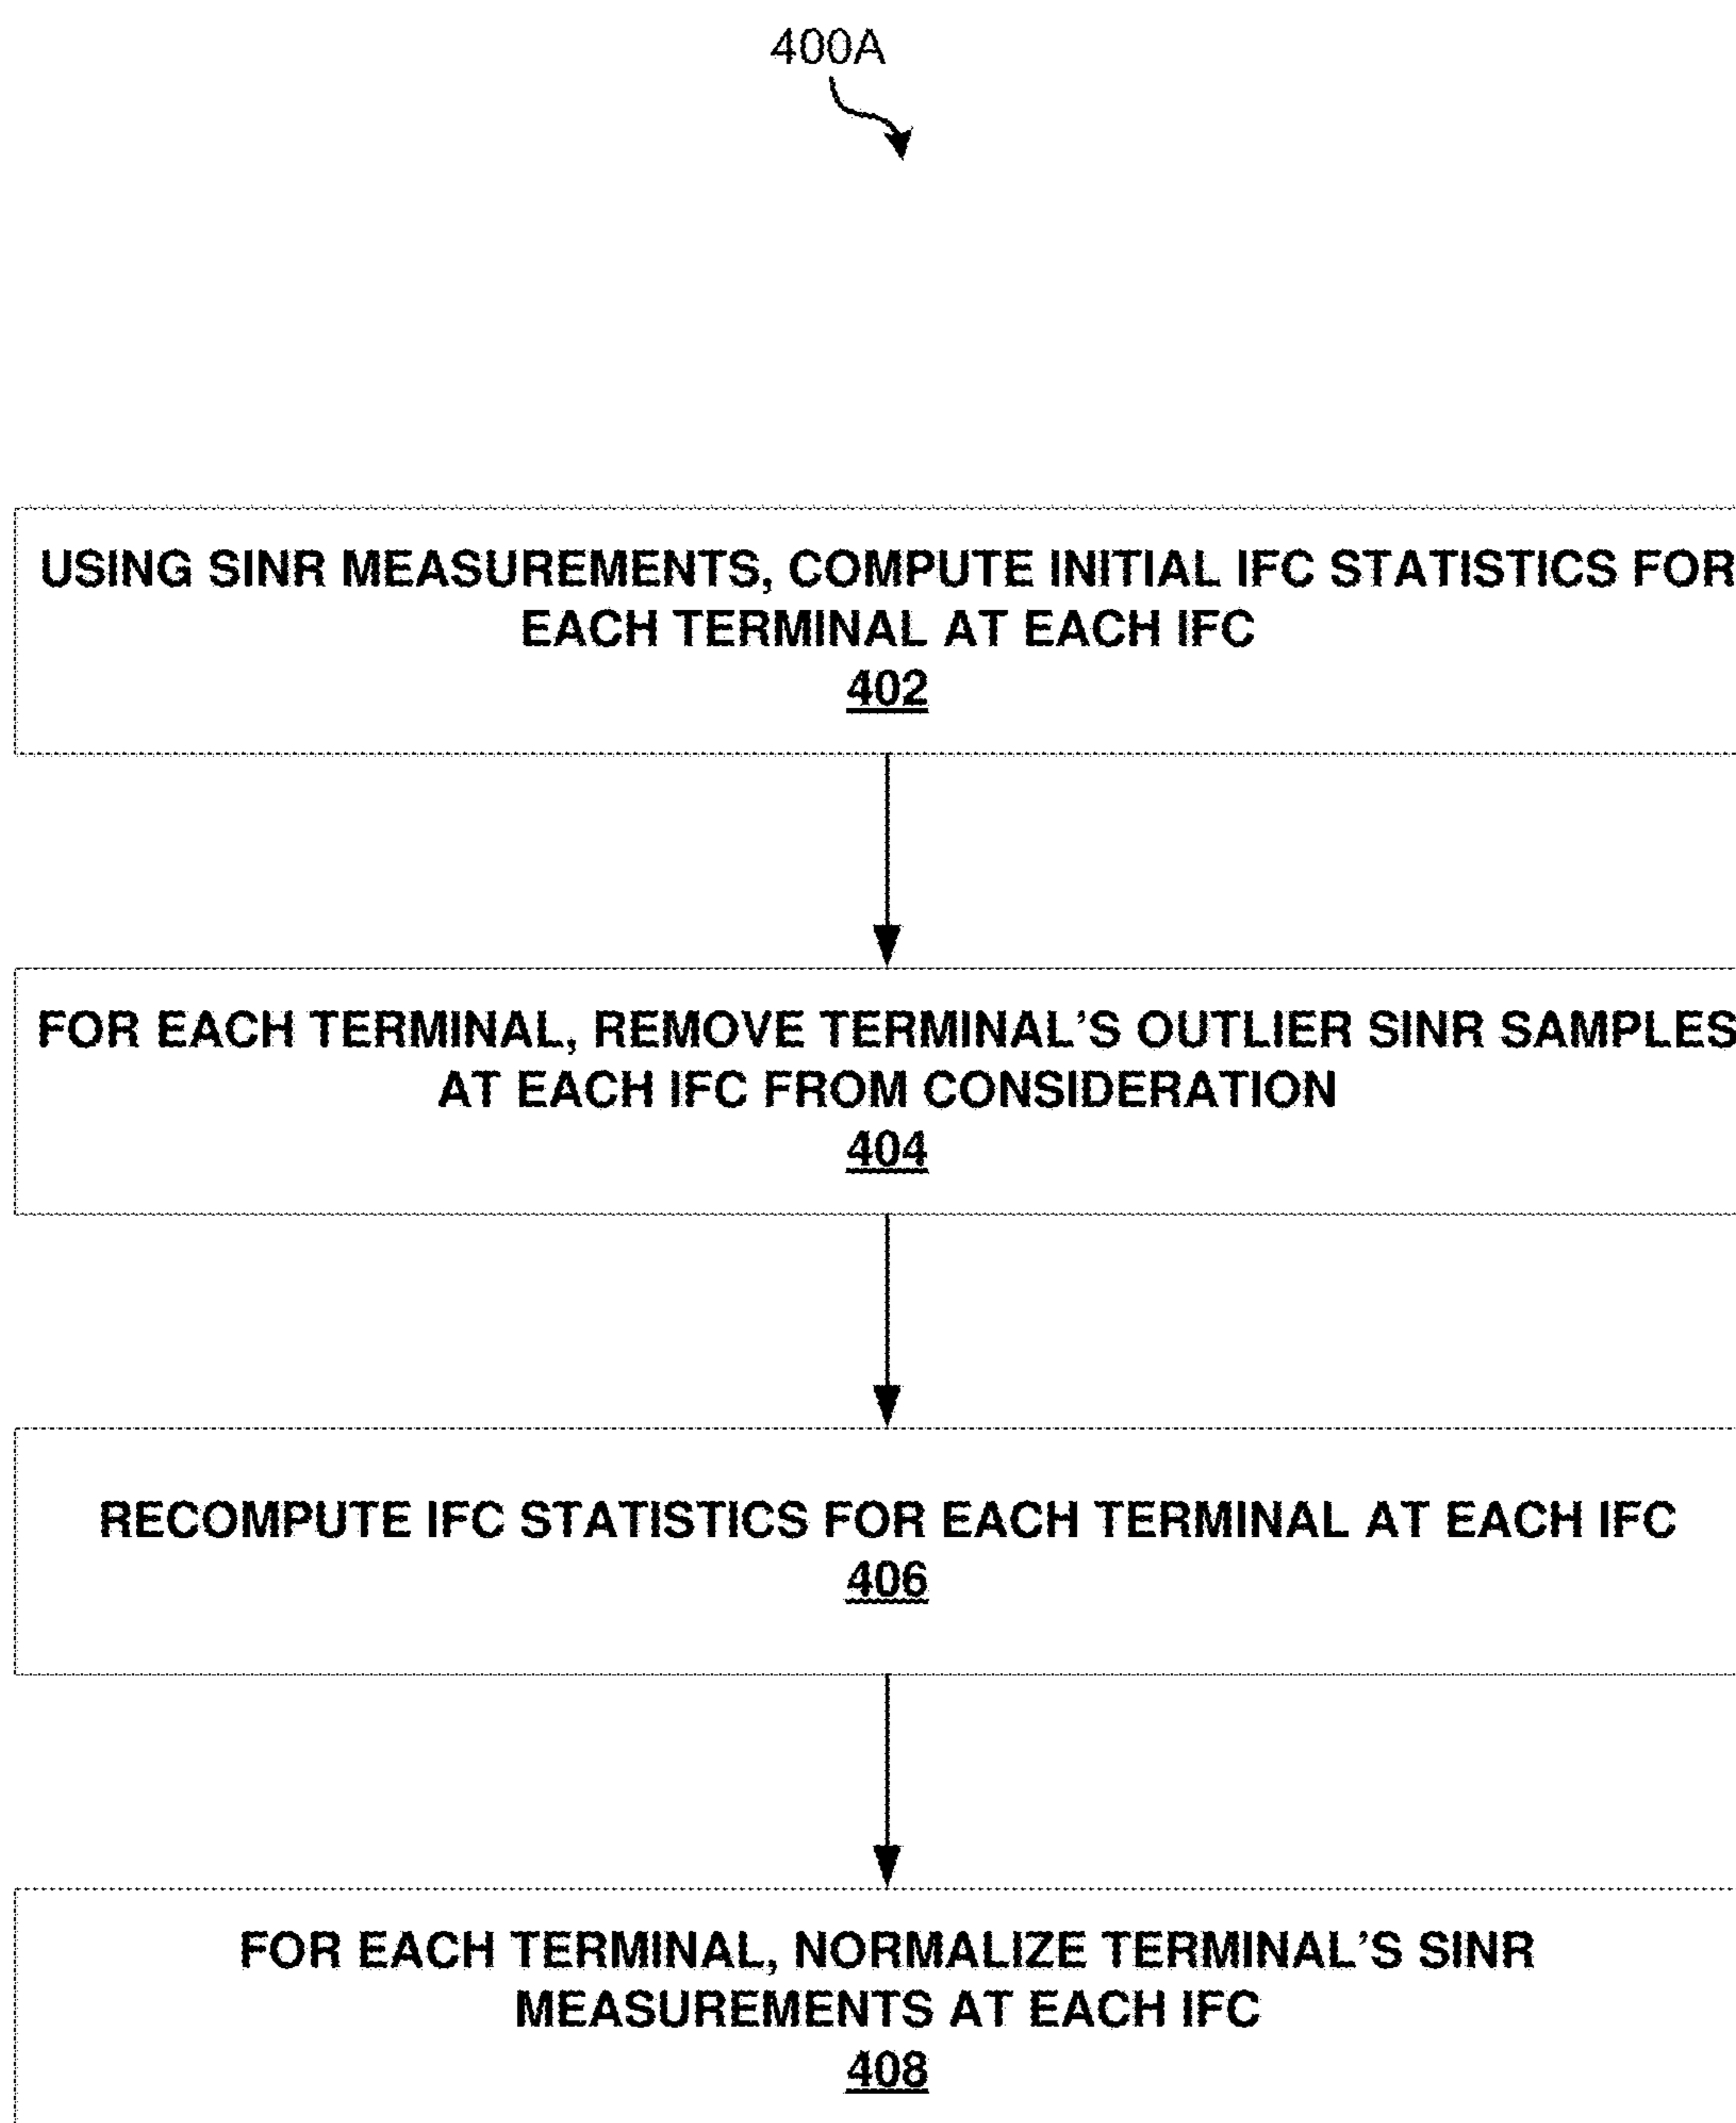 400A
USING SINR MEASUREMENTS, COMPUTE INITIAL IFC STATISTICS FOR
EACH TERMINAL AT EACH IFC
402
FOR EACH TERMINAL, REMOVE TERMINAL'S OUTLIER SINR SAMPLES
AT EACH IFC FROM CONSIDERATION
404
RECOMPUTE IFC STATISTICS FOR EACH TERMINAL AT EACH IFC
406
FOR EACH TERMINAL, NORMALIZE TERMINAL'S SINR
MEASUREMENTS AT EACH IFC
408